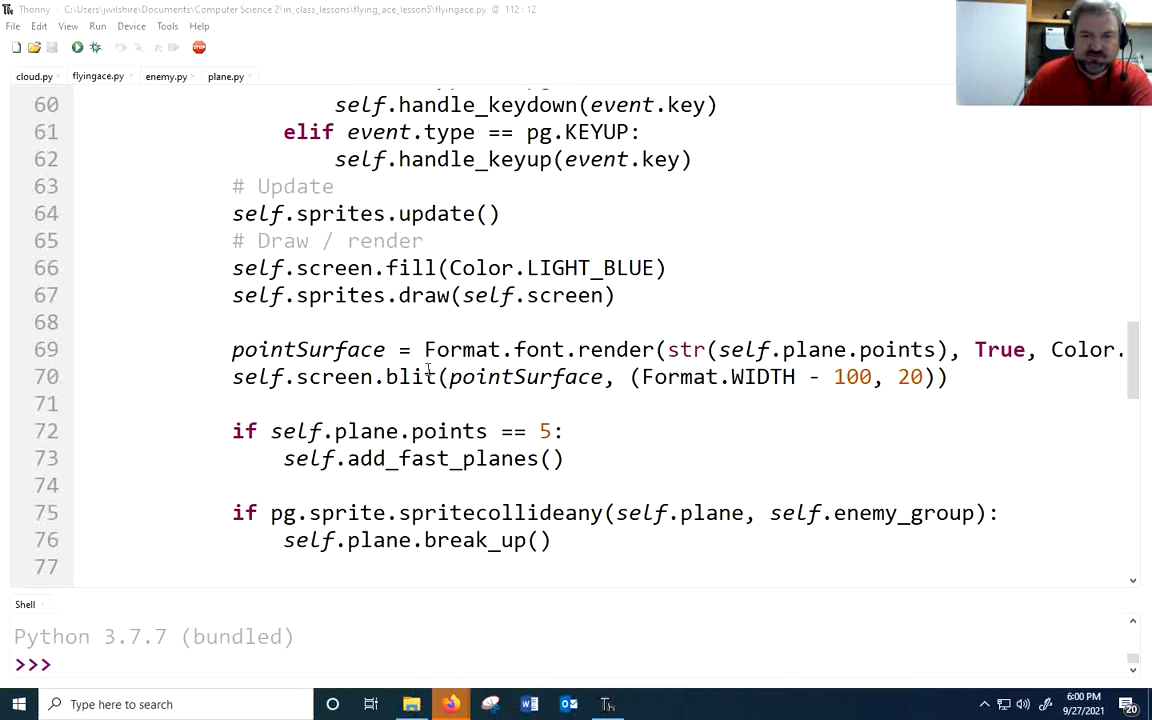 Thonny - C:\Users\jwilshire\Documents\Computer Science 2\in_class_lessons\flying_ace_lesson5\flyingace.py @ 112 : 12
File Edit View Run Device Tools Help
STOP
cloud.py flyingace.py enemy.py plane.py
60 self.handle_keydown(event.key)
61 elif event.type == pg.KEYUP:
62 self.handle_keyup(event.key)
63 # Update
64 self.sprites.update()
65 # Draw / render
66 self.screen.fill(Color.LIGHT_BLUE)
67 self.sprites.draw(self.screen)
68
69 pointSurface = Format.font.render(str(self.plane.points), True, Color.
70 self.screen.blit(pointSurface, (Format.WIDTH - 100, 20))
71
72 if self.plane.points == 5:
73 self.add_fast_planes()
74
75 if pg.sprite.spritecollideany(self.plane, self.enemy_group):
76 self.plane.break_up()
77
Shell
Python 3.7.7 (bundled)
>>>
Type here to search
6:00 PM
9/27/2021
20